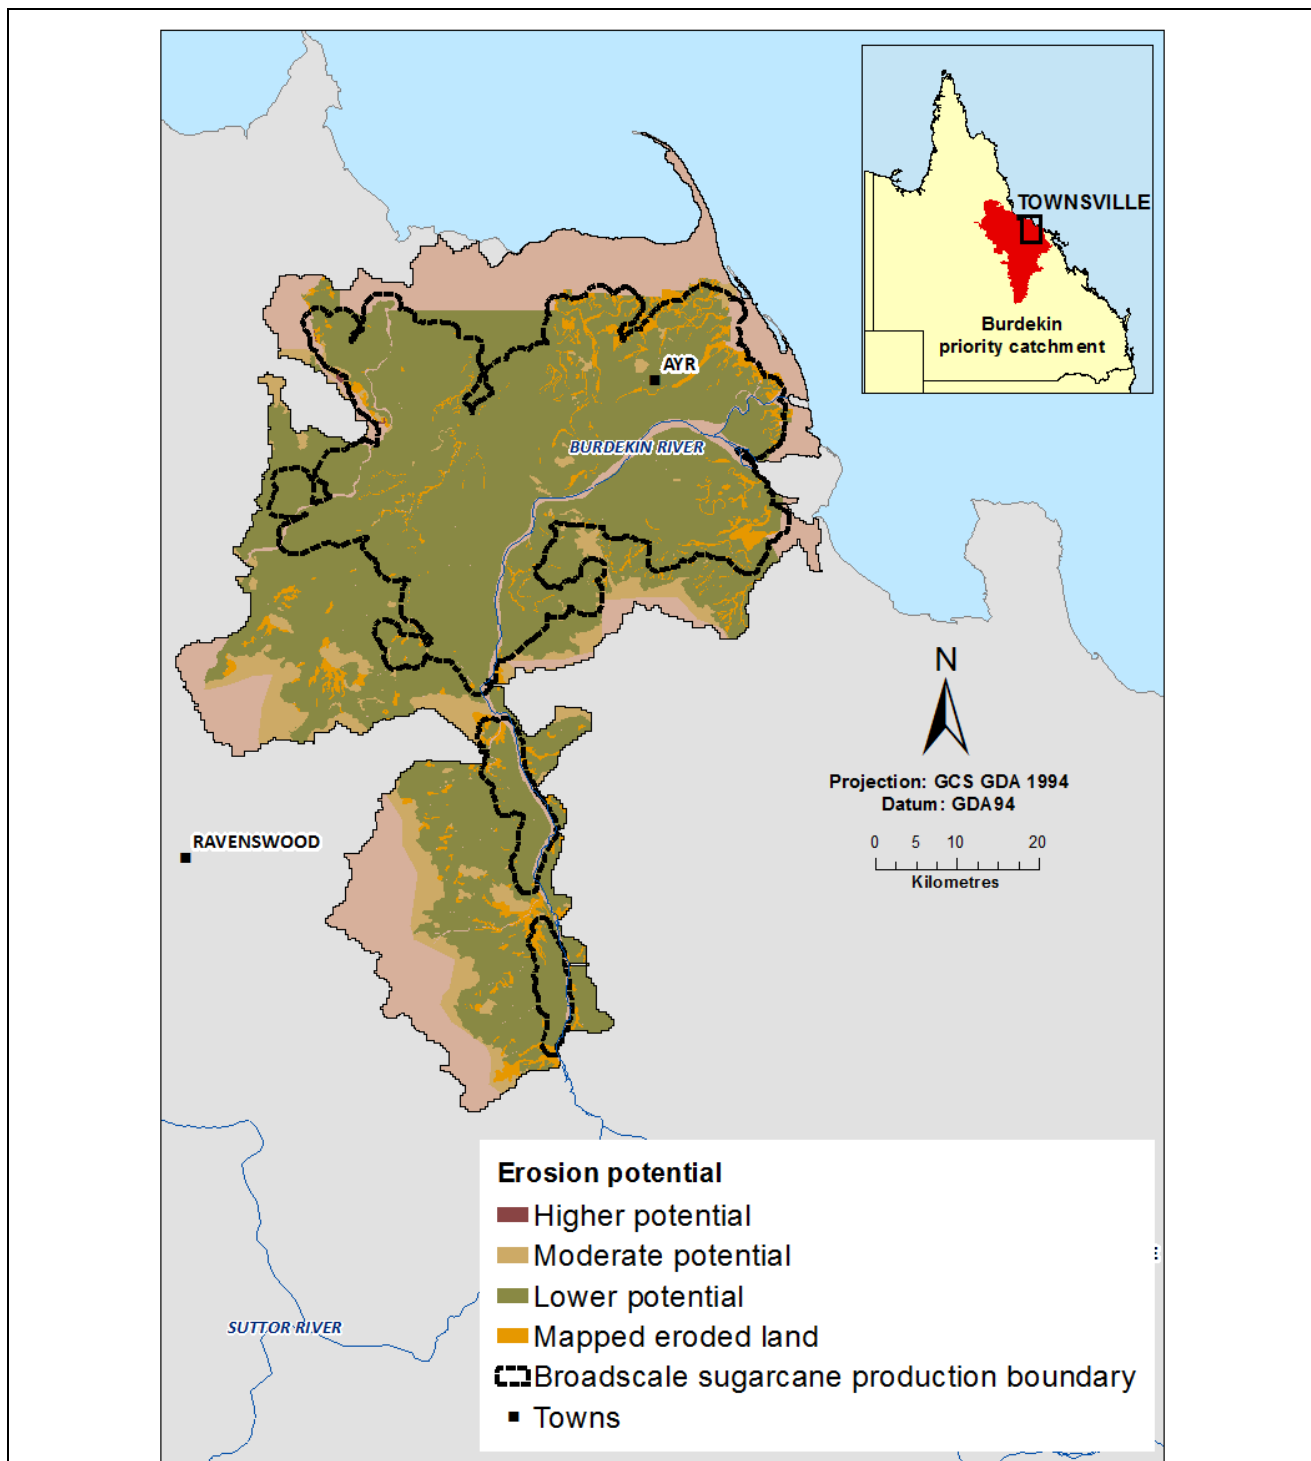 TOWNSVILLE
Burdekin
priority catchment
AYR
BURDEKIN RIVER
N
Projection: GCS GDA 1994
Datum: GDA94
0 5 10 20
Kilometres
RAVENSWOOD
SUTTOR RIVER
Erosion potential
Higher potential
Moderate potential
Lower potential
Mapped eroded land
Broadscale sugarcane production boundary
Towns